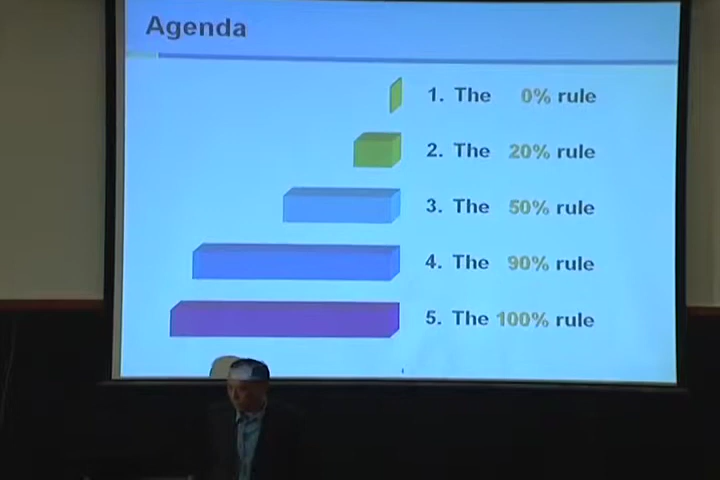 Agenda
1. The 0% rule
2. The 20% rule
3. The 50% rule
4. The 90% rule
5. The 100% rule